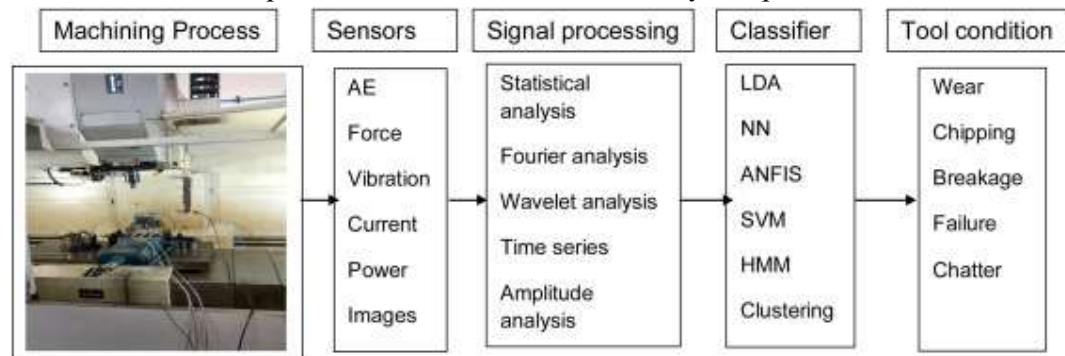 Machining Process
Sensors
Signal processing
Classifier
Tool condition
AE
Force
Vibration
Current
Power
Images
Statistical
analysis
Fourier analysis
Wavelet analysis
Time series
Amplitude
analysis
LDA
NN
ANFIS
SVM
HMM
Clustering
Wear
Chipping
Breakage
Failure
Chatter